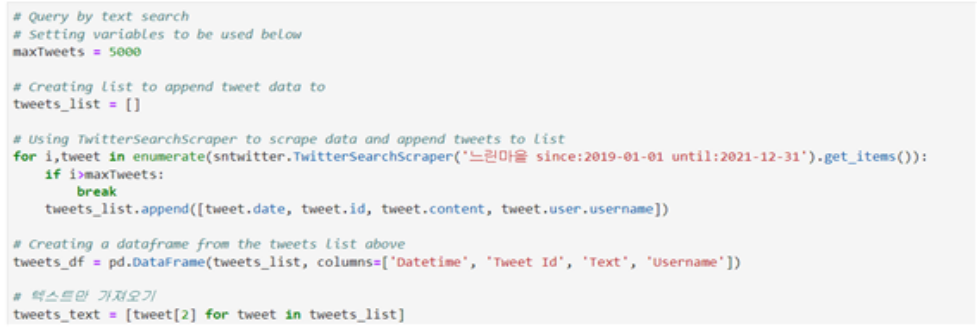 # Query by text search
# Setting variables to be used below
maxTweets = 5000
# Creating list to append tweet data to
tweets_list = []
# Using TwitterSearchScraper to scrape data and append tweets to list
for i,tweet in enumerate(sntwitter.TwitterSearchScraper('느린마을 since:2019-01-01 until:2021-12-31').get_items()):
    if i>maxTweets:
        break
    tweets_list.append([tweet.date, tweet.id, tweet.content, tweet.user.username])
# Creating a dataframe from the tweets list above
tweets_df = pd.DataFrame(tweets_list, columns=['Datetime', 'Tweet Id', 'Text', 'Username'])
# 텍스트만 가져오기
tweets_text = [tweet[2] for tweet in tweets_list]